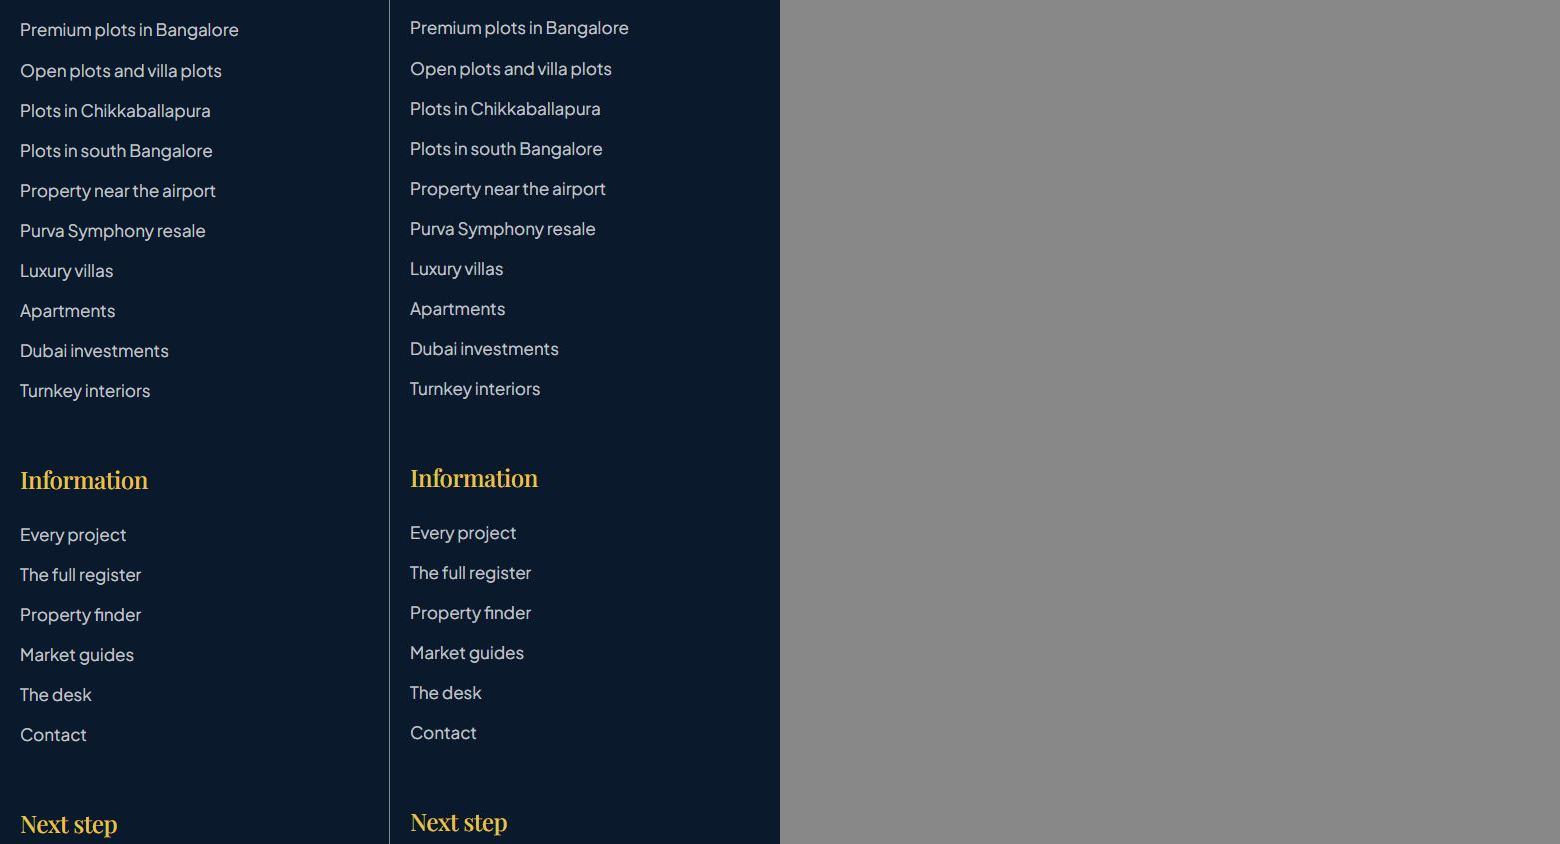 Premium plots in Bangalore
Open plots and villa plots
Plots in Chikkaballapura
Plots in south Bangalore
Property near the airport
Purva Symphony resale
Luxury villas
Apartments
Dubai investments
Turnkey interiors
Information
Every project
The full register
Property finder
Market guides
The desk
Contact
Next step
Premium plots in Bangalore
Open plots and villa plots
Plots in Chikkaballapura
Plots in south Bangalore
Property near the airport
Purva Symphony resale
Luxury villas
Apartments
Dubai investments
Turnkey interiors
Information
Every project
The full register
Property finder
Market guides
The desk
Contact
Next step